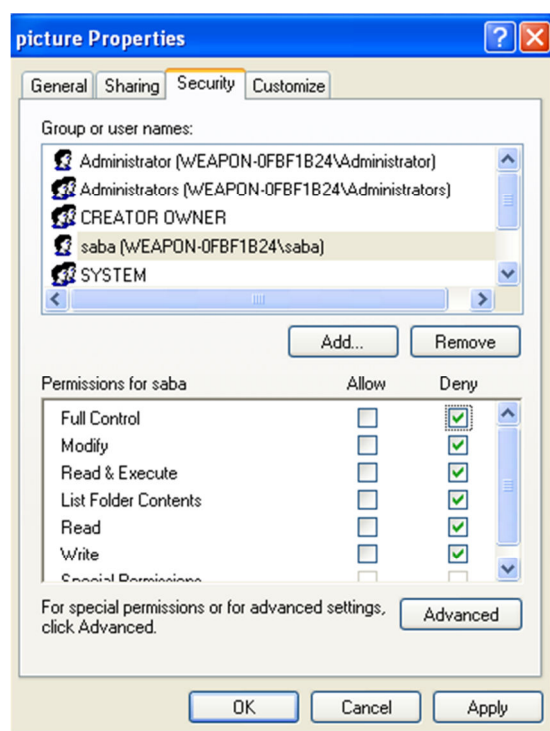 picture Properties
General Sharing Security Customize
Group or user names:
Administrator (WEAPON-0FBF1B24\Administrator)
Administrators (WEAPON-0FBF1B24\Administrators)
CREATOR OWNER
saba (WEAPON-0FBF1B24\saba)
SYSTEM
Add... Remove
Permissions for saba Allow Deny
Full Control
Modify
Read & Execute
List Folder Contents
Read
Write
Special Permissions
For special permissions or for advanced settings,
click Advanced.
Advanced
OK Cancel Apply